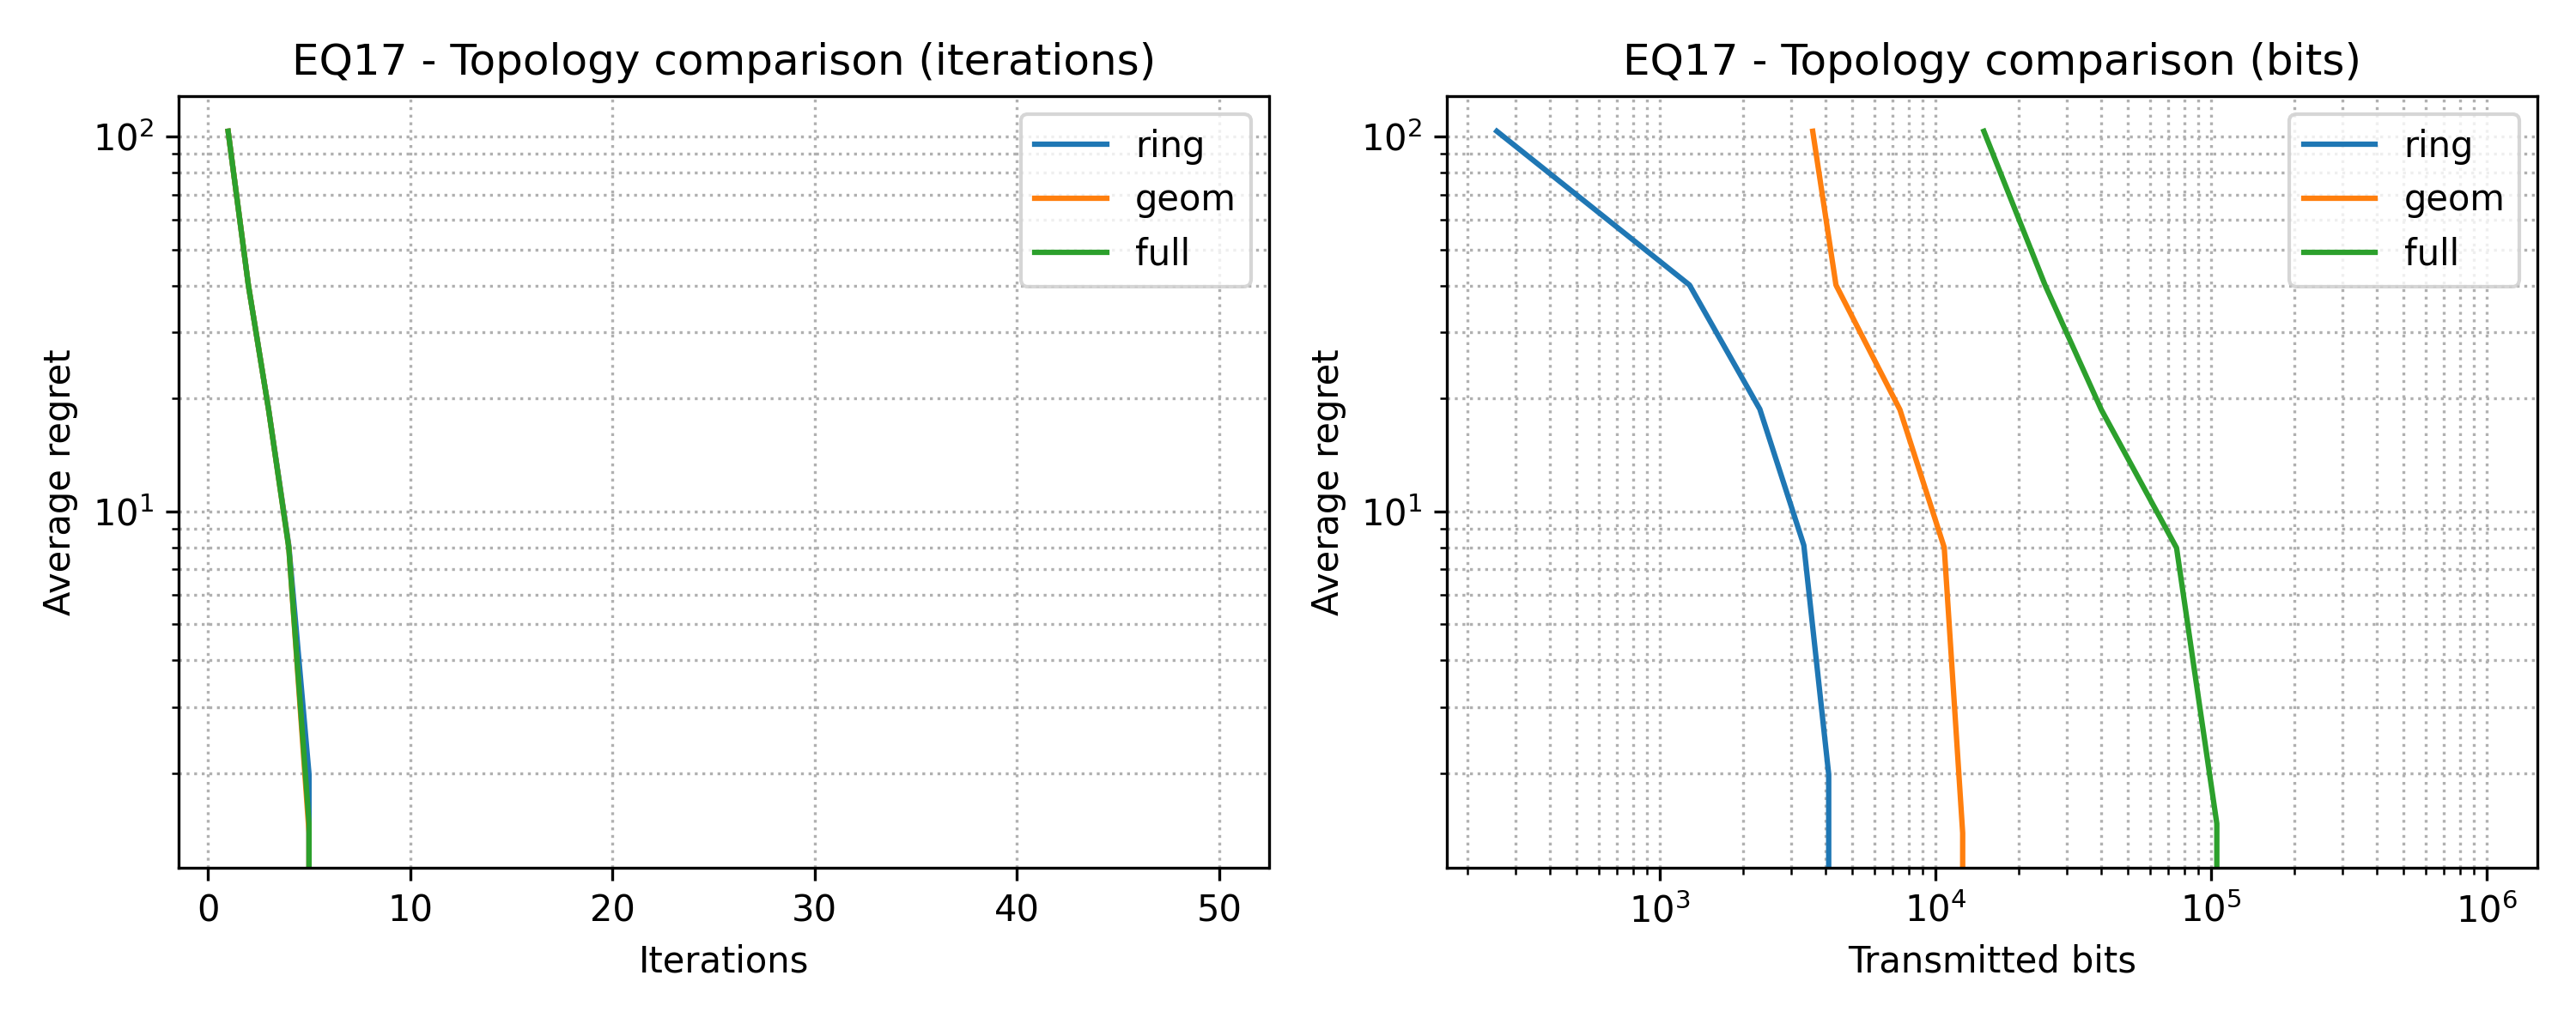 EQ17 - Topology comparison (iterations)
10²
10¹
Average regret
ring
geom
full
0 10 20 30 40 50
Iterations
EQ17 - Topology comparison (bits)
10²
10¹
Average regret
ring
geom
full
10³ 10⁴ 10⁵ 10⁶
Transmitted bits